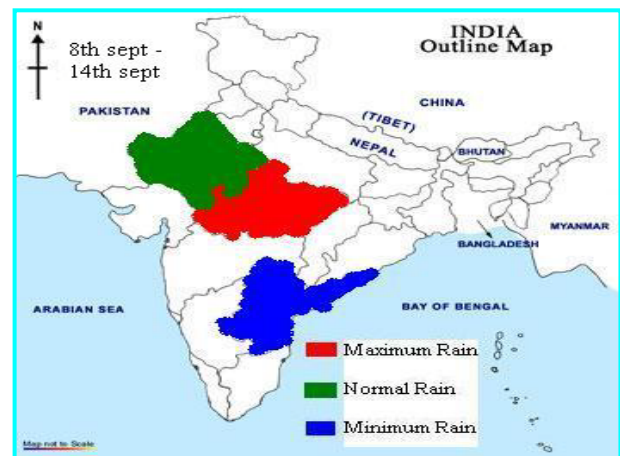 N
8th sept -
14th sept
INDIA
Outline Map
PAKISTAN
CHINA
(TIBET)
NEPAL
BHUTAN
MYANMAR
BANGLADESH
ARABIAN SEA
BAY OF BENGAL
Maximum Rain
Normal Rain
Minimum Rain
Map not to Scale